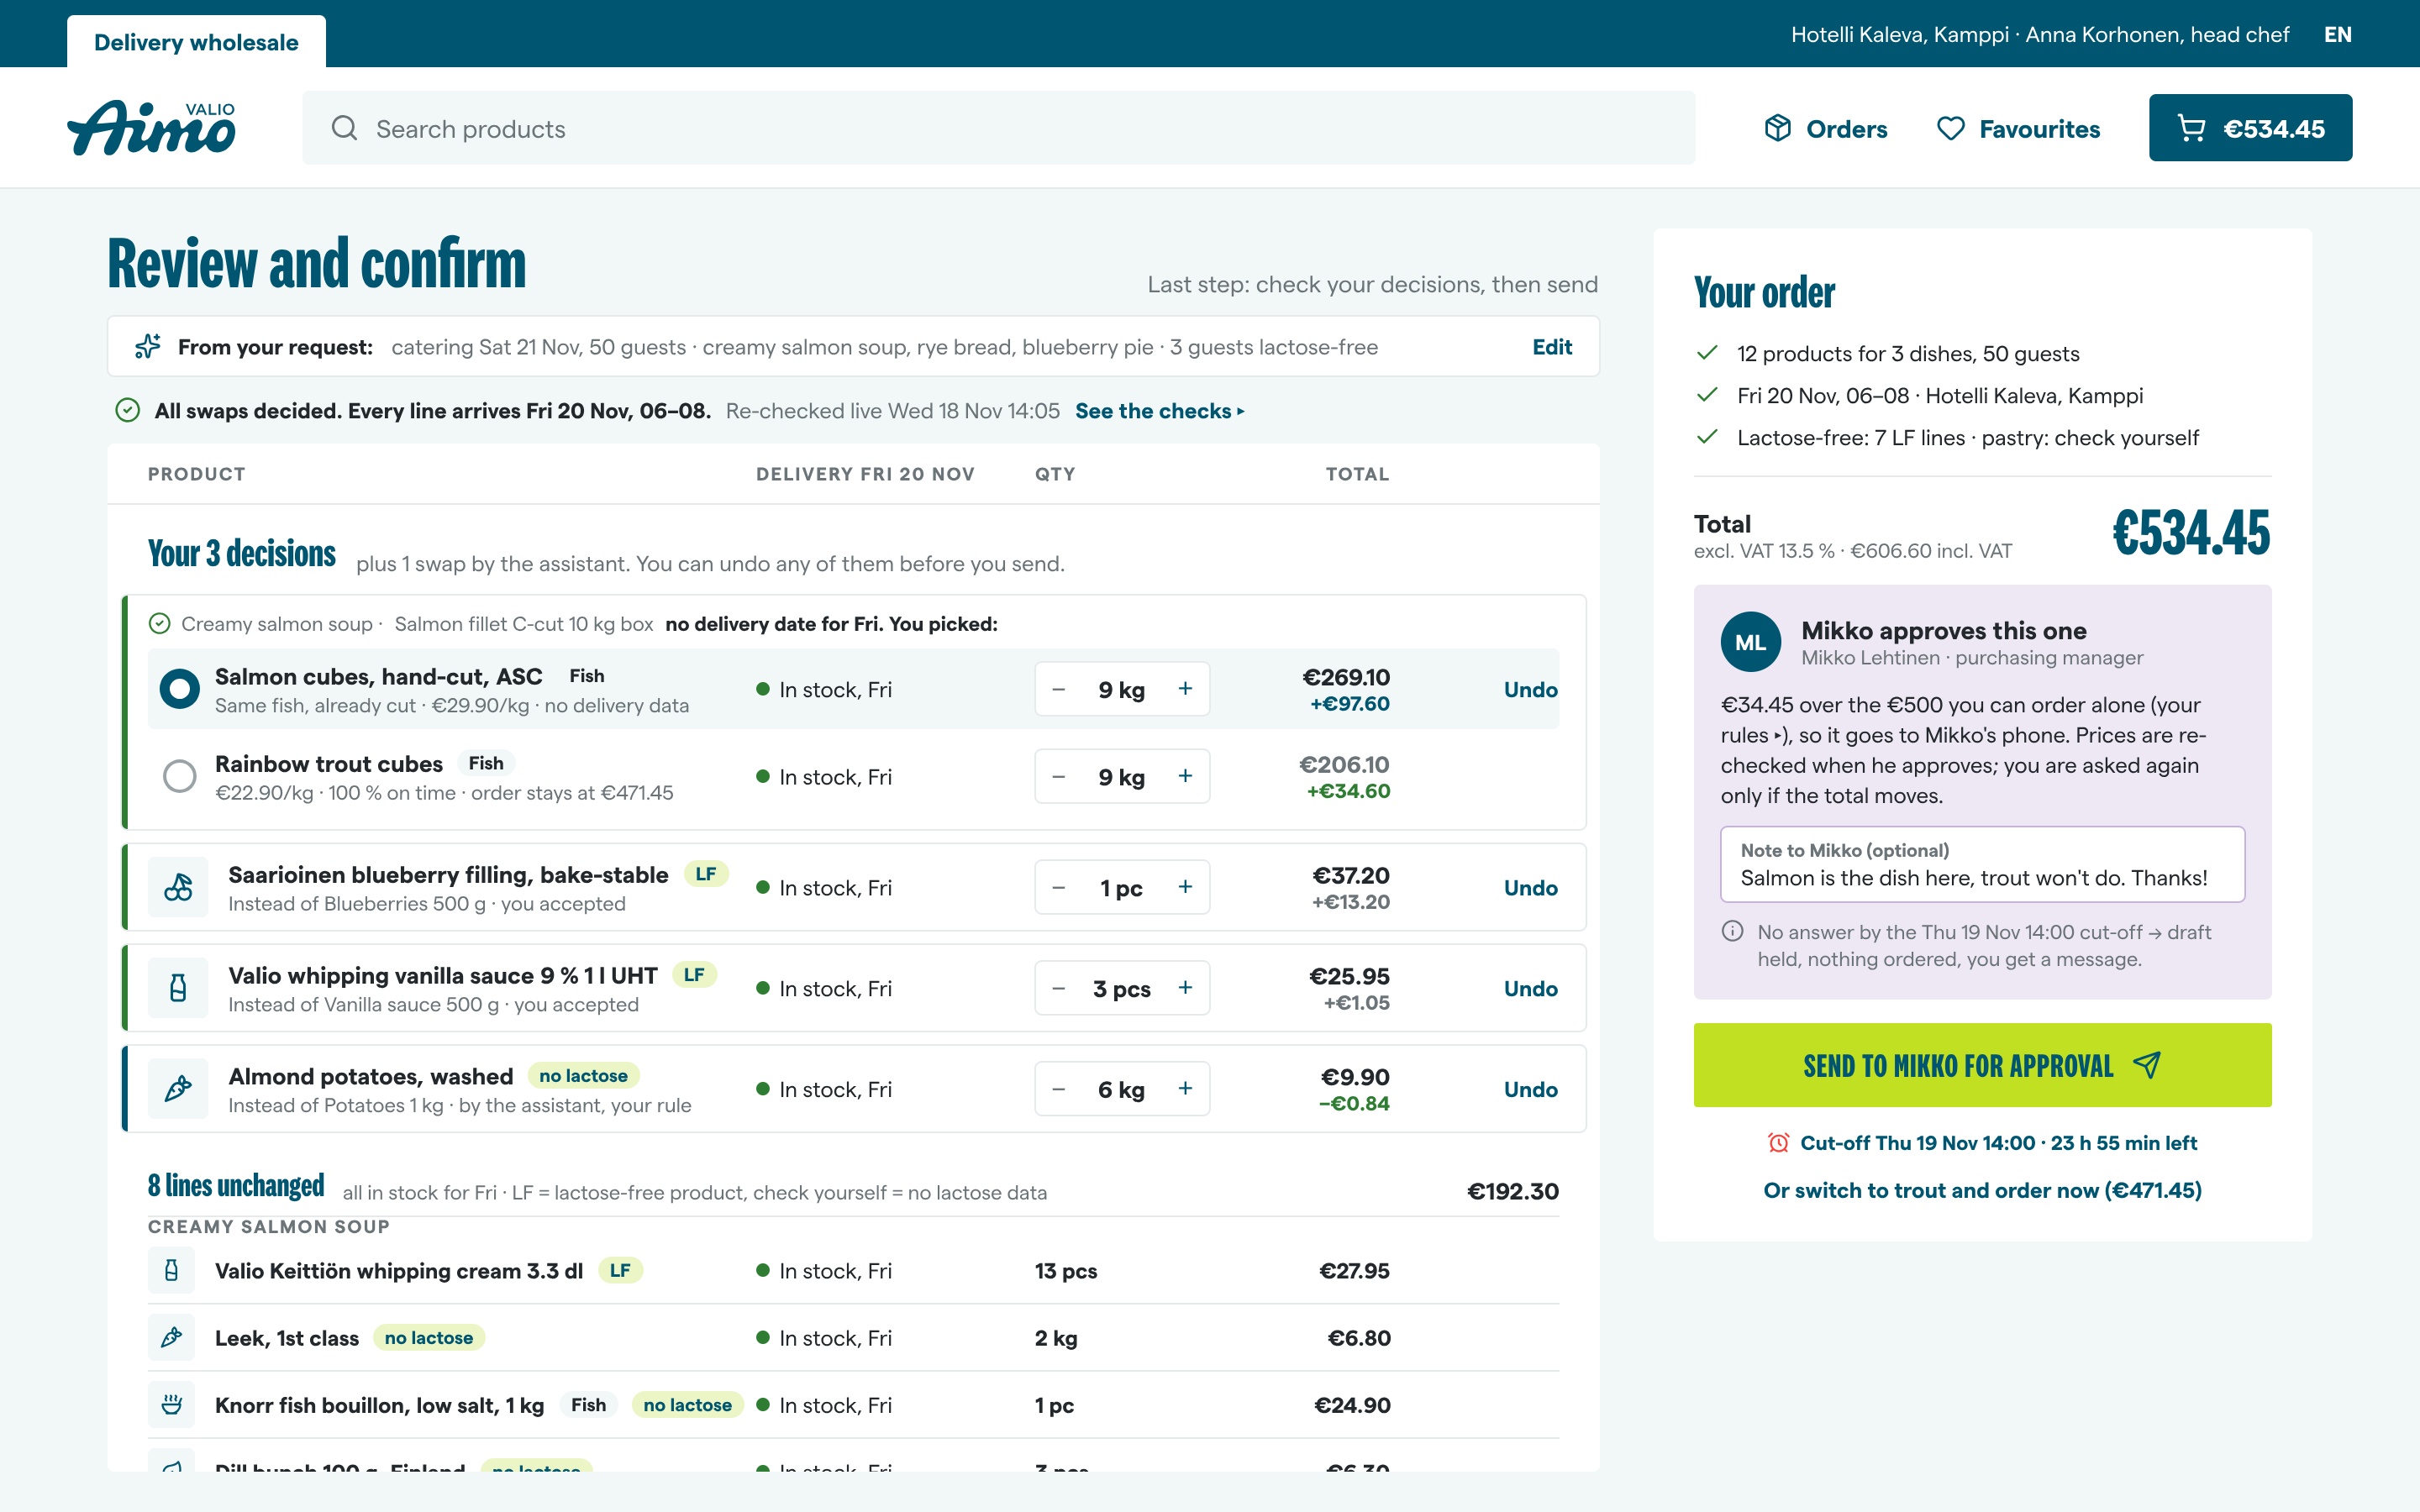 Delivery wholesale
Hotelli Kaleva, Kamppi · Anna Korhonen, head chef EN
Aimo VALIO
Search products
Orders
Favourites
€534.45
Review and confirm
Last step: check your decisions, then send
From your request: catering Sat 21 Nov, 50 guests · creamy salmon soup, rye bread, blueberry pie · 3 guests lactose-free Edit
All swaps decided. Every line arrives Fri 20 Nov, 06–08. Re-checked live Wed 18 Nov 14:05 See the checks ▸
PRODUCT DELIVERY FRI 20 NOV QTY TOTAL
Your 3 decisions plus 1 swap by the assistant. You can undo any of them before you send.
Creamy salmon soup · Salmon fillet C-cut 10 kg box no delivery date for Fri. You picked:
Salmon cubes, hand-cut, ASC Fish
Same fish, already cut · €29.90/kg · no delivery data
In stock, Fri
− 9 kg +
€269.10
+€97.60
Undo
Rainbow trout cubes Fish
€22.90/kg · 100 % on time · order stays at €471.45
In stock, Fri
− 9 kg +
€206.10
+€34.60
Saarioinen blueberry filling, bake-stable LF
Instead of Blueberries 500 g · you accepted
In stock, Fri
− 1 pc +
€37.20
+€13.20
Undo
Valio whipping vanilla sauce 9 % 1 l UHT LF
Instead of Vanilla sauce 500 g · you accepted
In stock, Fri
− 3 pcs +
€25.95
+€1.05
Undo
Almond potatoes, washed no lactose
Instead of Potatoes 1 kg · by the assistant, your rule
In stock, Fri
− 6 kg +
€9.90
−€0.84
Undo
8 lines unchanged all in stock for Fri · LF = lactose-free product, check yourself = no lactose data €192.30
CREAMY SALMON SOUP
Valio Keittiön whipping cream 3.3 dl LF In stock, Fri 13 pcs €27.95
Leek, 1st class no lactose In stock, Fri 2 kg €6.80
Knorr fish bouillon, low salt, 1 kg Fish no lactose In stock, Fri 1 pc €24.90
Dill bunch 100 g, Finland no lactose In stock, Fri 3 pcs €6.30
Your order
12 products for 3 dishes, 50 guests
Fri 20 Nov, 06–08 · Hotelli Kaleva, Kamppi
Lactose-free: 7 LF lines · pastry: check yourself
Total
excl. VAT 13.5 % · €606.60 incl. VAT
€534.45
ML
Mikko approves this one
Mikko Lehtinen · purchasing manager
€34.45 over the €500 you can order alone (your
rules ▸), so it goes to Mikko's phone. Prices are re-
checked when he approves; you are asked again
only if the total moves.
Note to Mikko (optional)
Salmon is the dish here, trout won't do. Thanks!
No answer by the Thu 19 Nov 14:00 cut-off → draft
held, nothing ordered, you get a message.
SEND TO MIKKO FOR APPROVAL
Cut-off Thu 19 Nov 14:00 · 23 h 55 min left
Or switch to trout and order now (€471.45)